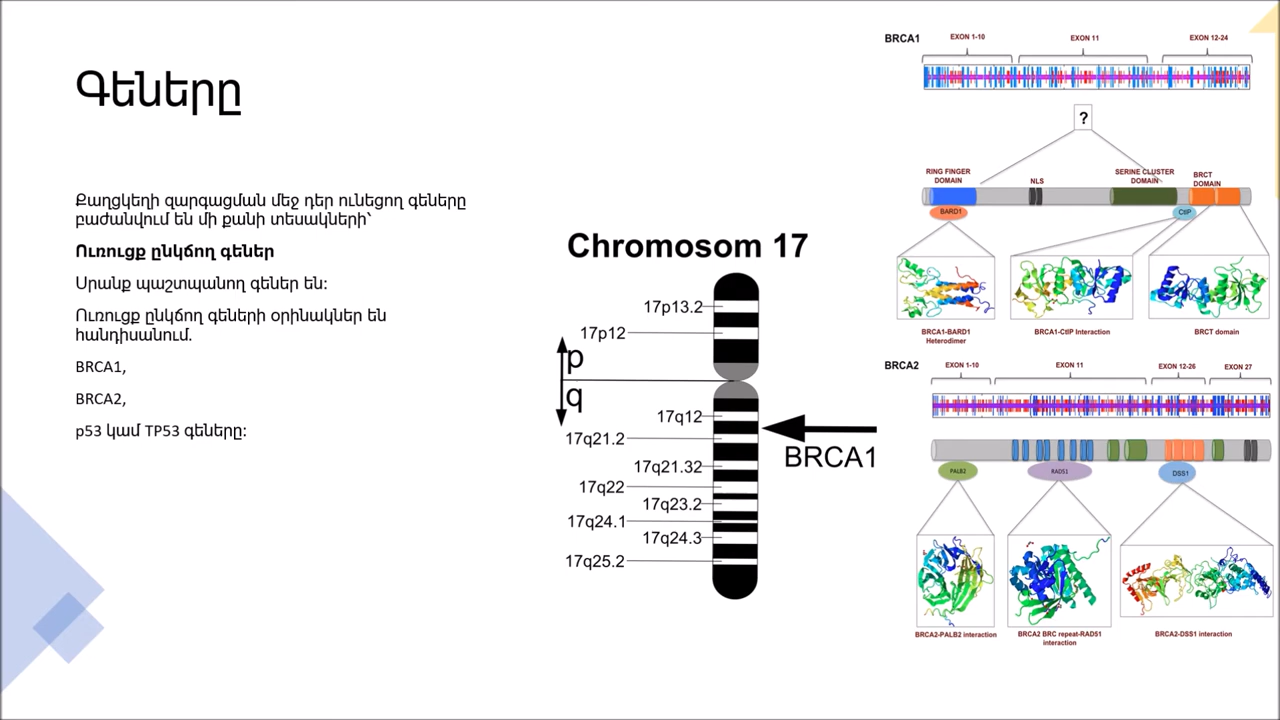 Գեները
Քաղցկեղի զարգացման մեջ դեր ունեցող գեները
բաժանվում են մի քանի տեսակների՝
Ուռուցք ընկճող գեներ
Սրանք պաշտպանող գեներ են:
Ուռուցք ընկճող գեների օրինակներ են
հանդիսանում.
BRCA1,
BRCA2,
p53 կամ TP53 գեները:
Chromosom 17
17p13.2
17p12
p
q
17q12
17q21.2
17q21.32
17q22
17q23.2
17q24.1
17q24.3
17q25.2
BRCA1
BRCA1
EXON 1-10
EXON 11
EXON 12-24
?
RING FINGER
DOMAIN
NLS
SERINE CLUSTER
DOMAIN
BRCT
DOMAIN
BARD1
CtIP
BRCA1-BARD1
Heterodimer
BRCA1-CtIP Interaction
BRCT domain
BRCA2
EXON 1-10
EXON 11
EXON 12-26
EXON 27
PALB2
RAD51
DSS1
BRCA2-PALB2 interaction
BRCA2 BRC repeat-RAD51
interaction
BRCA2-DSS1 interaction